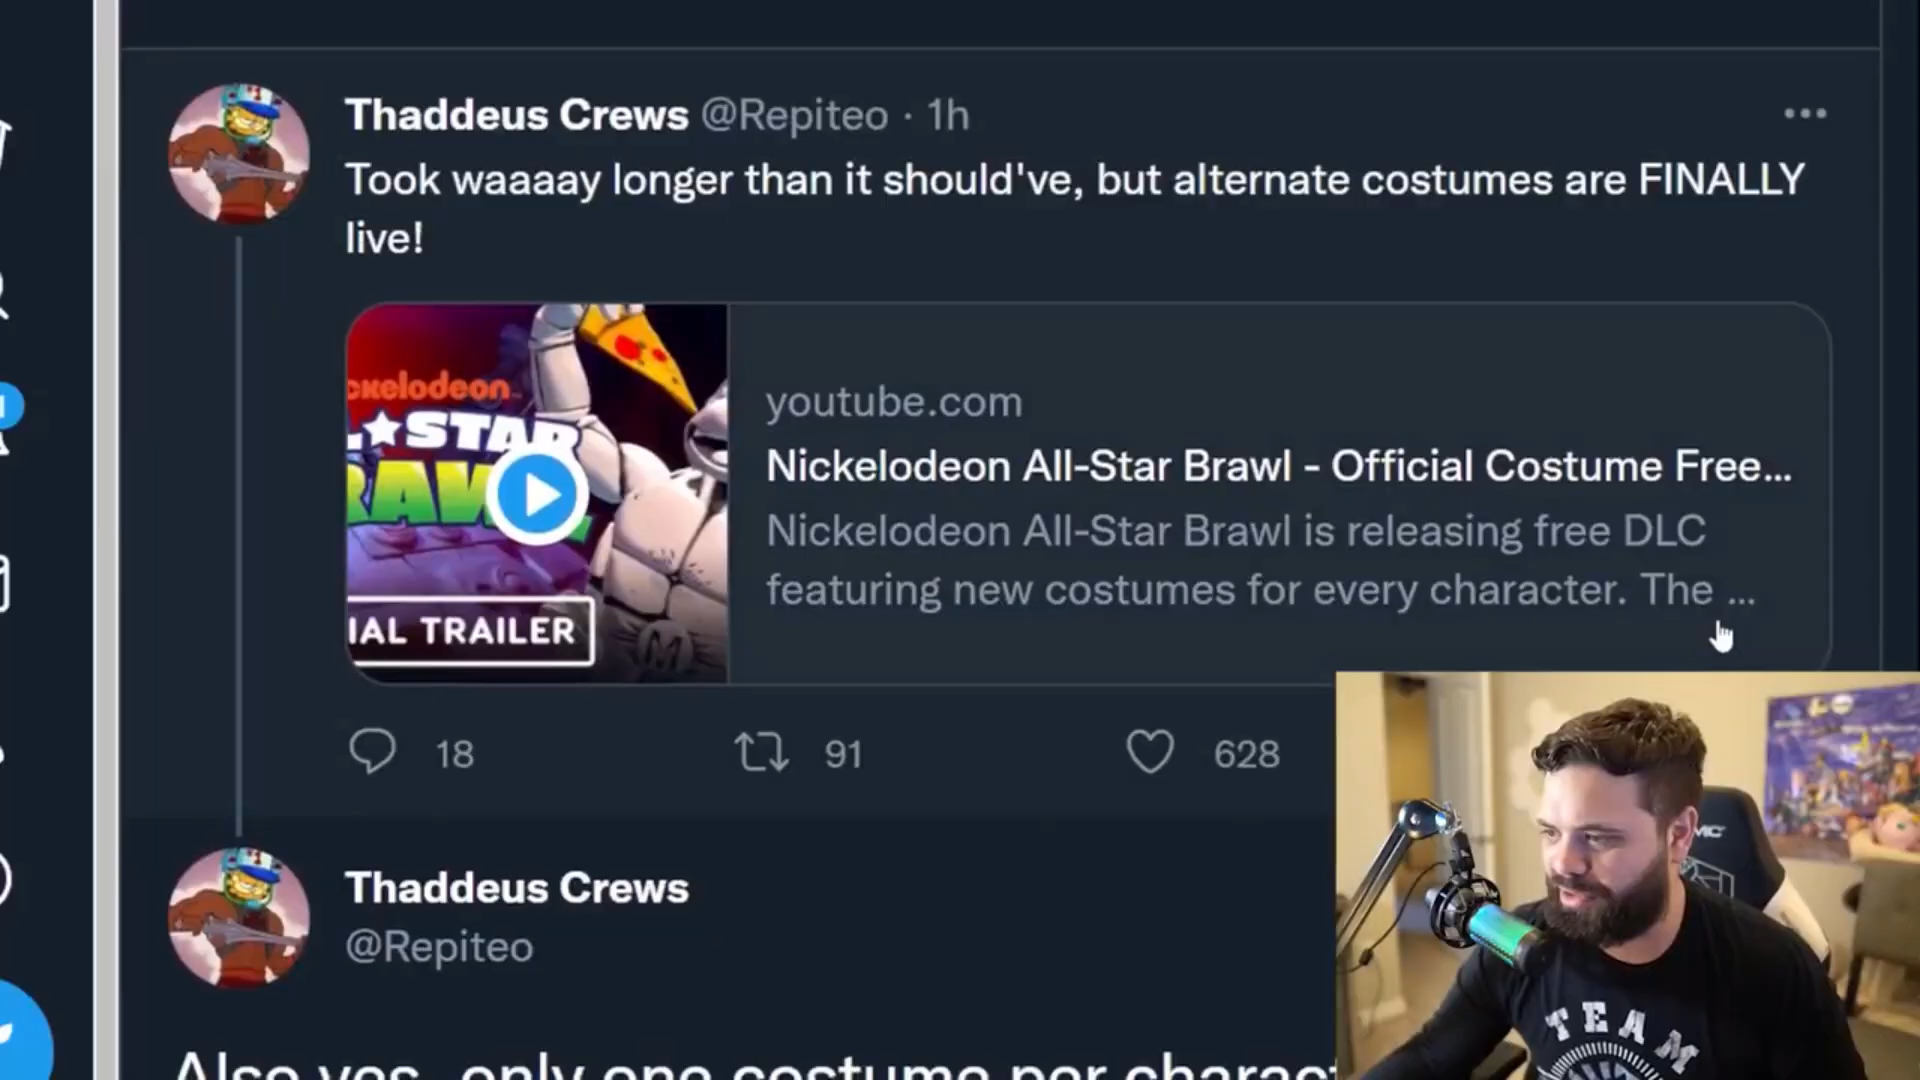 Thaddeus Crews @Repiteo · 1h
Took waaaay longer than it should've, but alternate costumes are FINALLY
live!
ckelodeon
STAR
RAW
IAL TRAILER
M
youtube.com
Nickelodeon All-Star Brawl - Official Costume Free...
Nickelodeon All-Star Brawl is releasing free DLC
featuring new costumes for every character. The ...
18 91 628
Thaddeus Crews
@Repiteo
Also yes, only one costume per charact
TEAM